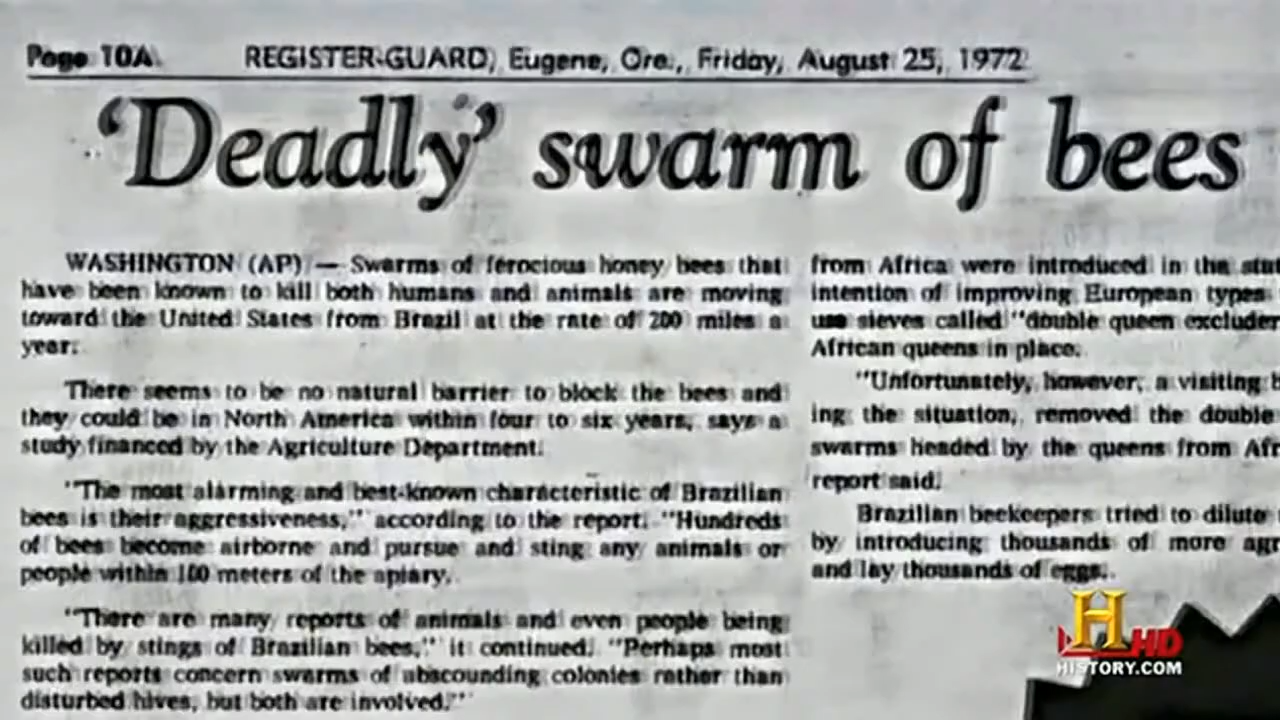 Page 10A REGISTER-GUARD, Eugene, Ore., Friday, August 25, 1972
'Deadly' swarm of bees
WASHINGTON (AP) — Swarms of ferocious honey bees that
have been known to kill both humans and animals are moving
toward the United States from Brazil at the rate of 200 miles a
year.
There seems to be no natural barrier to block the bees and
they could be in North America within four to six years, says a
study financed by the Agriculture Department.
"The most alarming and best-known characteristic of Brazilian
bees is their aggressiveness," according to the report. "Hundreds
of bees become airborne and pursue and sting any animals or
people within 100 meters of the apiary.
"There are many reports of animals and even people being
killed by stings of Brazilian bees," it continued. "Perhaps most
such reports concern swarms of abscounding colonies rather than
disturbed hives, but both are involved."
from Africa were introduced in the
intention of improving European types
use sieves called "double queen excluder
African queens in place.
"Unfortunately, however, a visiting
ing the situation, removed the double
swarms headed by the queens from
report said.
Brazilian beekeepers tried to dilute
by introducing thousands of more
and lay thousands of eggs.
H HD
HISTORY.COM